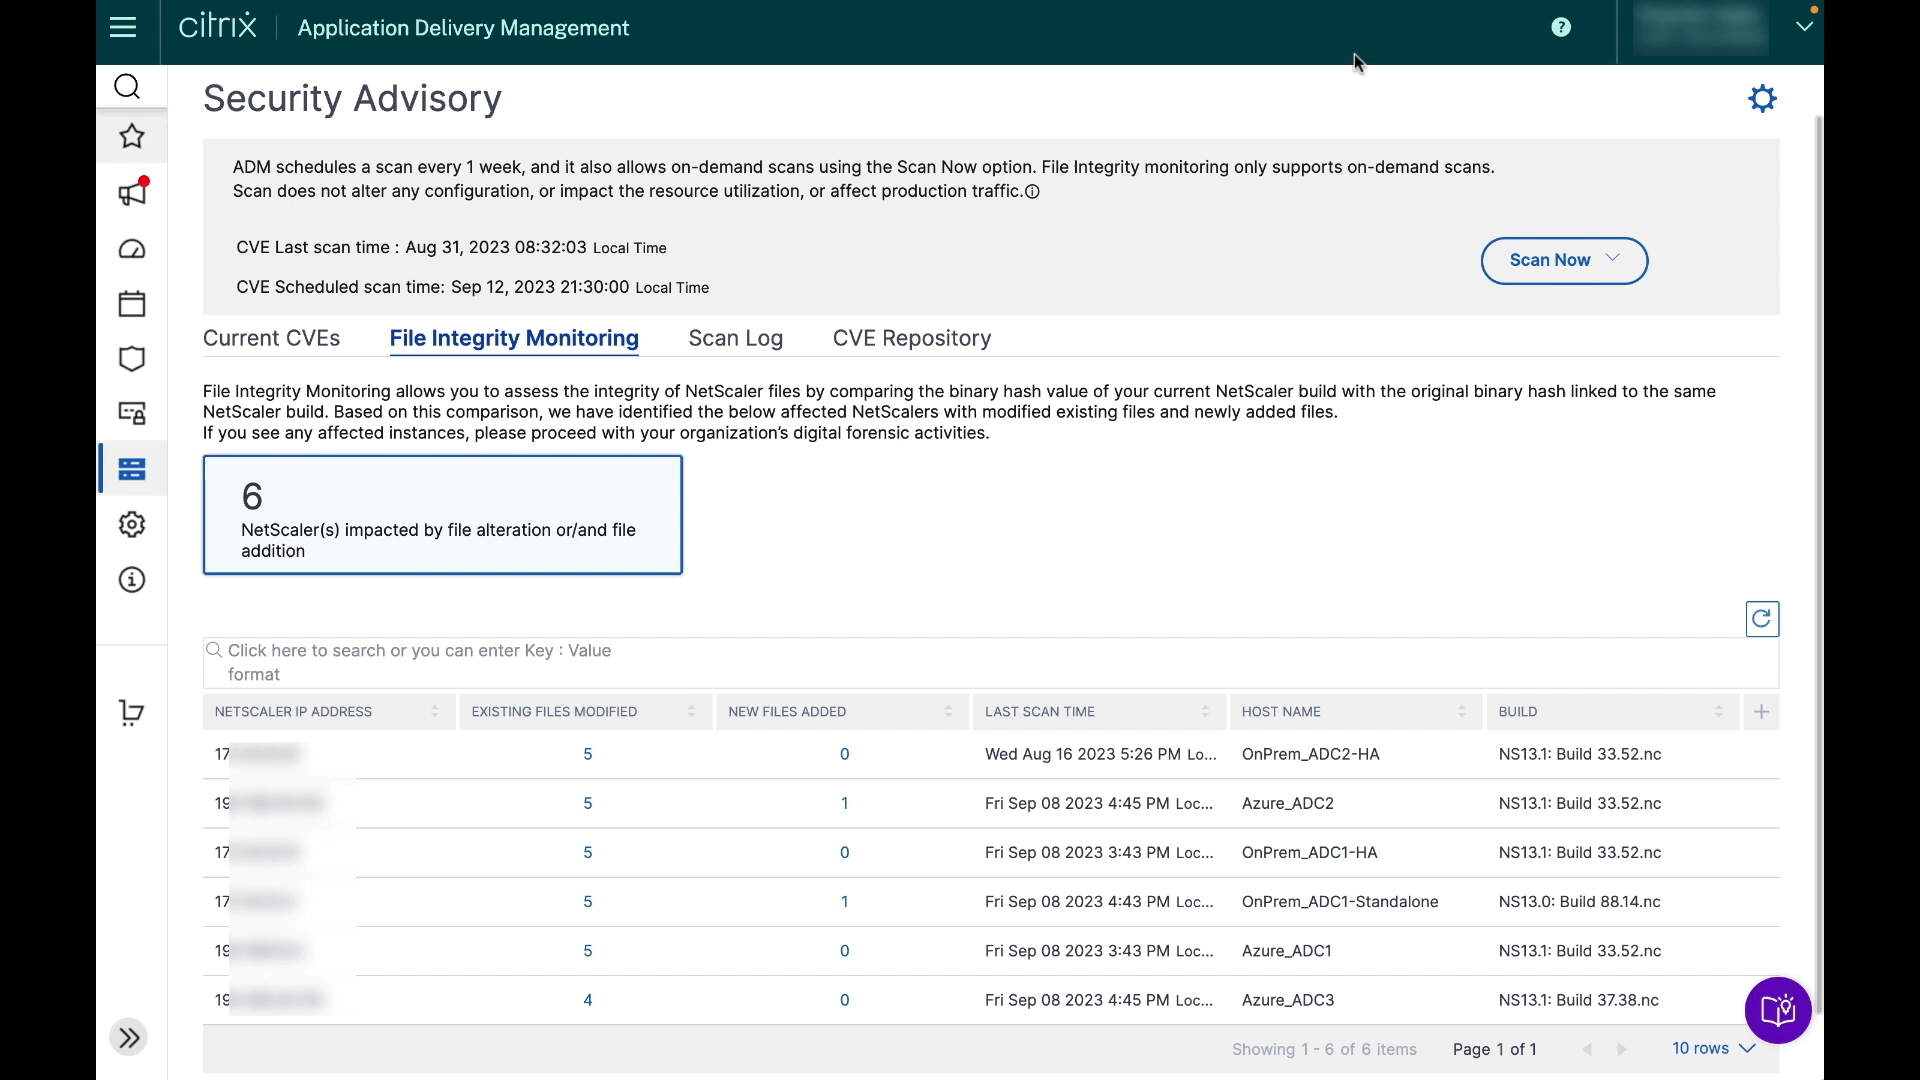 citrix Application Delivery Management
Security Advisory
ADM schedules a scan every 1 week, and it also allows on-demand scans using the Scan Now option. File Integrity monitoring only supports on-demand scans.
Scan does not alter any configuration, or impact the resource utilization, or affect production traffic.
CVE Last scan time : Aug 31, 2023 08:32:03 Local Time
Scan Now
CVE Scheduled scan time: Sep 12, 2023 21:30:00 Local Time
Current CVEs File Integrity Monitoring Scan Log CVE Repository
File Integrity Monitoring allows you to assess the integrity of NetScaler files by comparing the binary hash value of your current NetScaler build with the original binary hash linked to the same
NetScaler build. Based on this comparison, we have identified the below affected NetScalers with modified existing files and newly added files.
If you see any affected instances, please proceed with your organization's digital forensic activities.
6
NetScaler(s) impacted by file alteration or/and file
addition
Click here to search or you can enter Key : Value
format
NETSCALER IP ADDRESS EXISTING FILES MODIFIED NEW FILES ADDED LAST SCAN TIME HOST NAME BUILD
17 5 0 Wed Aug 16 2023 5:26 PM Lo... OnPrem_ADC2-HA NS13.1: Build 33.52.nc
19 5 1 Fri Sep 08 2023 4:45 PM Loc... Azure_ADC2 NS13.1: Build 33.52.nc
17 5 0 Fri Sep 08 2023 3:43 PM Loc... OnPrem_ADC1-HA NS13.1: Build 33.52.nc
17 5 1 Fri Sep 08 2023 4:43 PM Loc... OnPrem_ADC1-Standalone NS13.0: Build 88.14.nc
19 5 0 Fri Sep 08 2023 3:43 PM Loc... Azure_ADC1 NS13.1: Build 33.52.nc
19 4 0 Fri Sep 08 2023 4:45 PM Loc... Azure_ADC3 NS13.1: Build 37.38.nc
Showing 1 - 6 of 6 items Page 1 of 1 10 rows